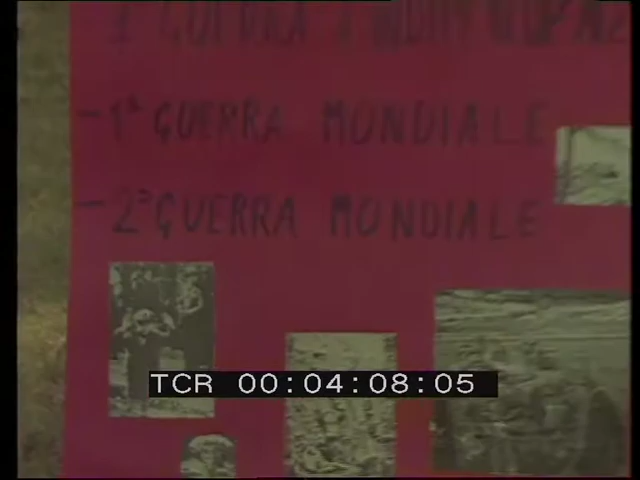 - 1ª GUERRA MONDIALE
- 2ª GUERRA MONDIALE
TCR 00:04:08:05